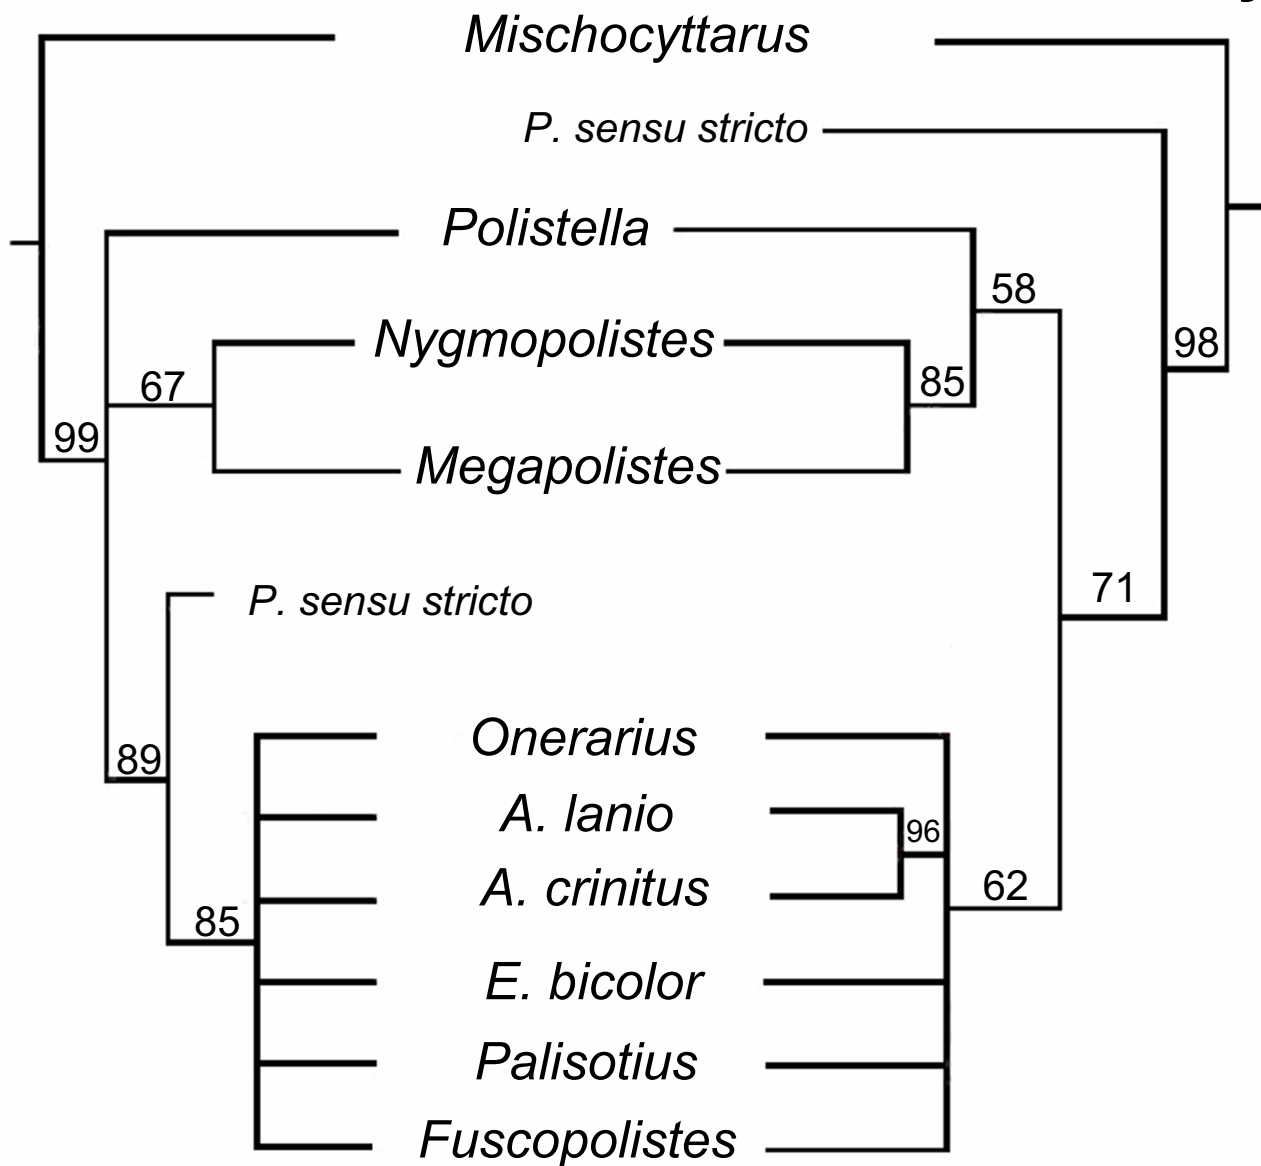 Mischocyttarus
P. sensu stricto
Polistella
58
Nygmopolistes
98
67
85
99
Megapolistes
71
P. sensu stricto
Onerarius
89
A. lanio
96
A. crinitus
62
85
E. bicolor
Palisotius
Fuscopolistes